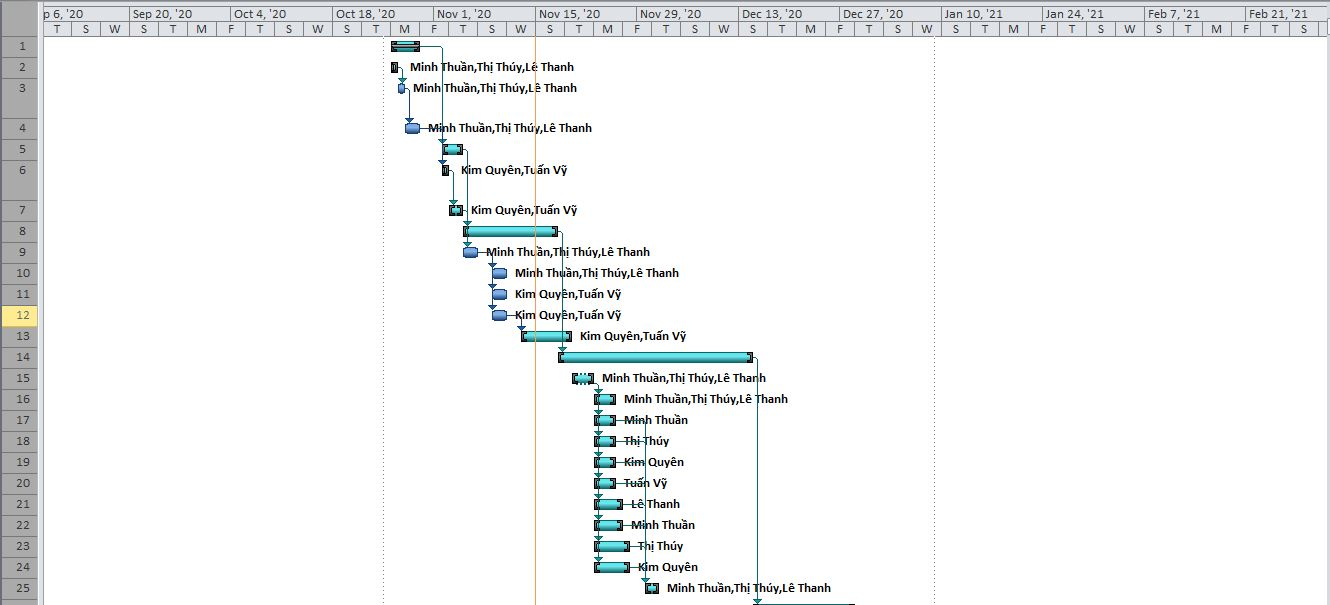 p 6, '20 Sep 20, '20 Oct 4, '20 Oct 18, '20 Nov 1, '20 Nov 15, '20 Nov 29, '20 Dec 13, '20 Dec 27, '20 Jan 10, '21 Jan 24, '21 Feb 7, '21 Feb 21, '21
T S W S T M F T S W S T M F T S W S T M F T S W S T M F T S W S T M F T S W S T M F T S
1
2 Minh Thuần,Thị Thúy,Lê Thanh
3 Minh Thuần,Thị Thúy,Lê Thanh
4 Minh Thuần,Thị Thúy,Lê Thanh
5
6 Kim Quyên,Tuấn Vỹ
7 Kim Quyên,Tuấn Vỹ
8
9 Minh Thuần,Thị Thúy,Lê Thanh
10 Minh Thuần,Thị Thúy,Lê Thanh
11 Kim Quyên,Tuấn Vỹ
12 Kim Quyên,Tuấn Vỹ
13 Kim Quyên,Tuấn Vỹ
14
15 Minh Thuần,Thị Thúy,Lê Thanh
16 Minh Thuần,Thị Thúy,Lê Thanh
17 Minh Thuần
18 Thị Thúy
19 Kim Quyên
20 Tuấn Vỹ
21 Lê Thanh
22 Minh Thuần
23 Thị Thúy
24 Kim Quyên
25 Minh Thuần,Thị Thúy,Lê Thanh